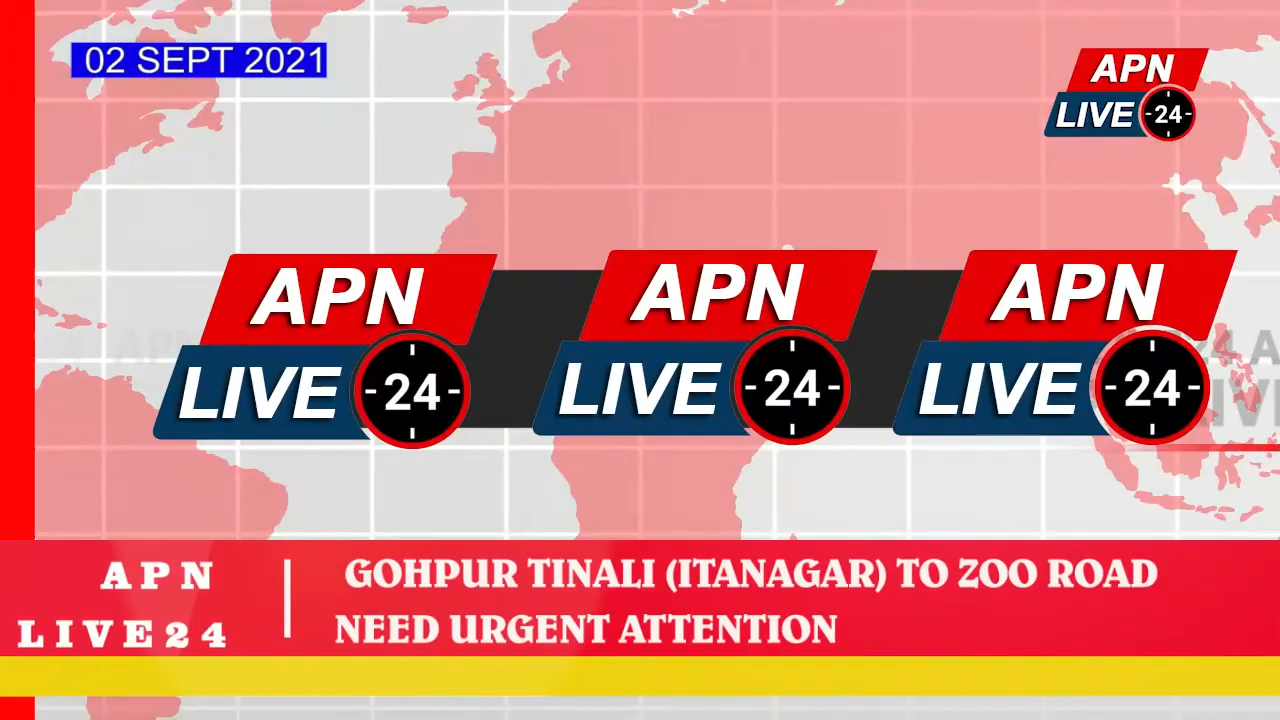 02 SEPT 2021
APN
LIVE 24
APN
LIVE 24
APN
LIVE 24
APN
LIVE 24
APN
LIVE24
GOHPUR TINALI (ITANAGAR) TO ZOO ROAD
NEED URGENT ATTENTION